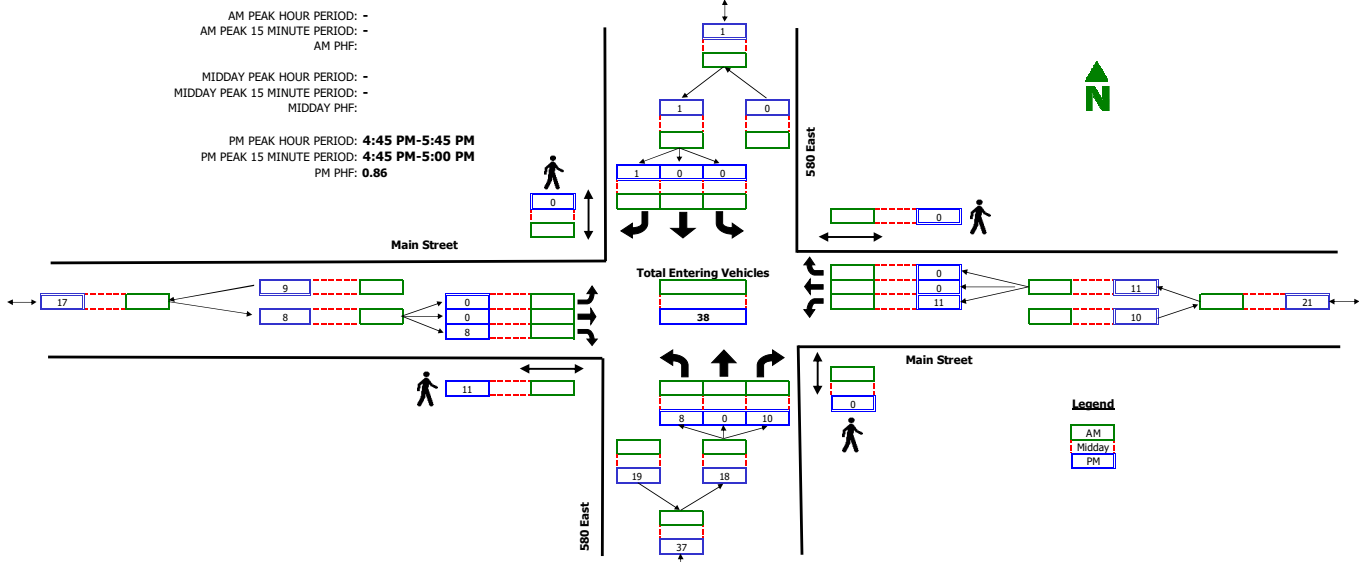 AM PEAK HOUR PERIOD: -
AM PEAK 15 MINUTE PERIOD: -
AM PHF:
MIDDAY PEAK HOUR PERIOD: -
MIDDAY PEAK 15 MINUTE PERIOD: -
MIDDAY PHF:
PM PEAK HOUR PERIOD: 4:45 PM-5:45 PM
PM PEAK 15 MINUTE PERIOD: 4:45 PM-5:00 PM
PM PHF: 0.86
1
1
0
1 0 0
580 East
N
0
0
Main Street
Total Entering Vehicles
38
17
9
8
0
0
8
0
0
11
11
10
21
11
Main Street
0
8 0 10
19
18
37
580 East
Legend
AM
Midday
PM